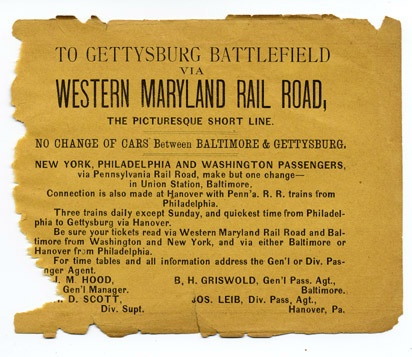 TO GETTYSBURG BATTLEFIELD
VIA
WESTERN MARYLAND RAIL ROAD,
THE PICTURESQUE SHORT LINE.
NO CHANGE OF CARS Between BALTIMORE & GETTYSBURG.
NEW YORK, PHILADELPHIA AND WASHINGTON PASSENGERS,
via Pennsylvania Rail Road, make but one change—
in Union Station, Baltimore.
Connection is also made at Hanover with Penn'a. R. R. trains from
Philadelphia.
Three trains daily except Sunday, and quickest time from Philadel-
phia to Gettysburg via Hanover.
Be sure your tickets read via Western Maryland Rail Road and Bal-
timore from Washington and New York, and via either Baltimore or
Hanover from Philadelphia.
For time tables and all information address the Gen'l or Div. Pas-
enger Agent.
J. M. HOOD, B, H. GRISWOLD, Gen'l Pass, Agt.,
Gen'l Manager. Baltimore.
D. SCOTT, JOS. LEIB, Div. Pass, Agt.,
Div. Supt. Hanover, Pa.